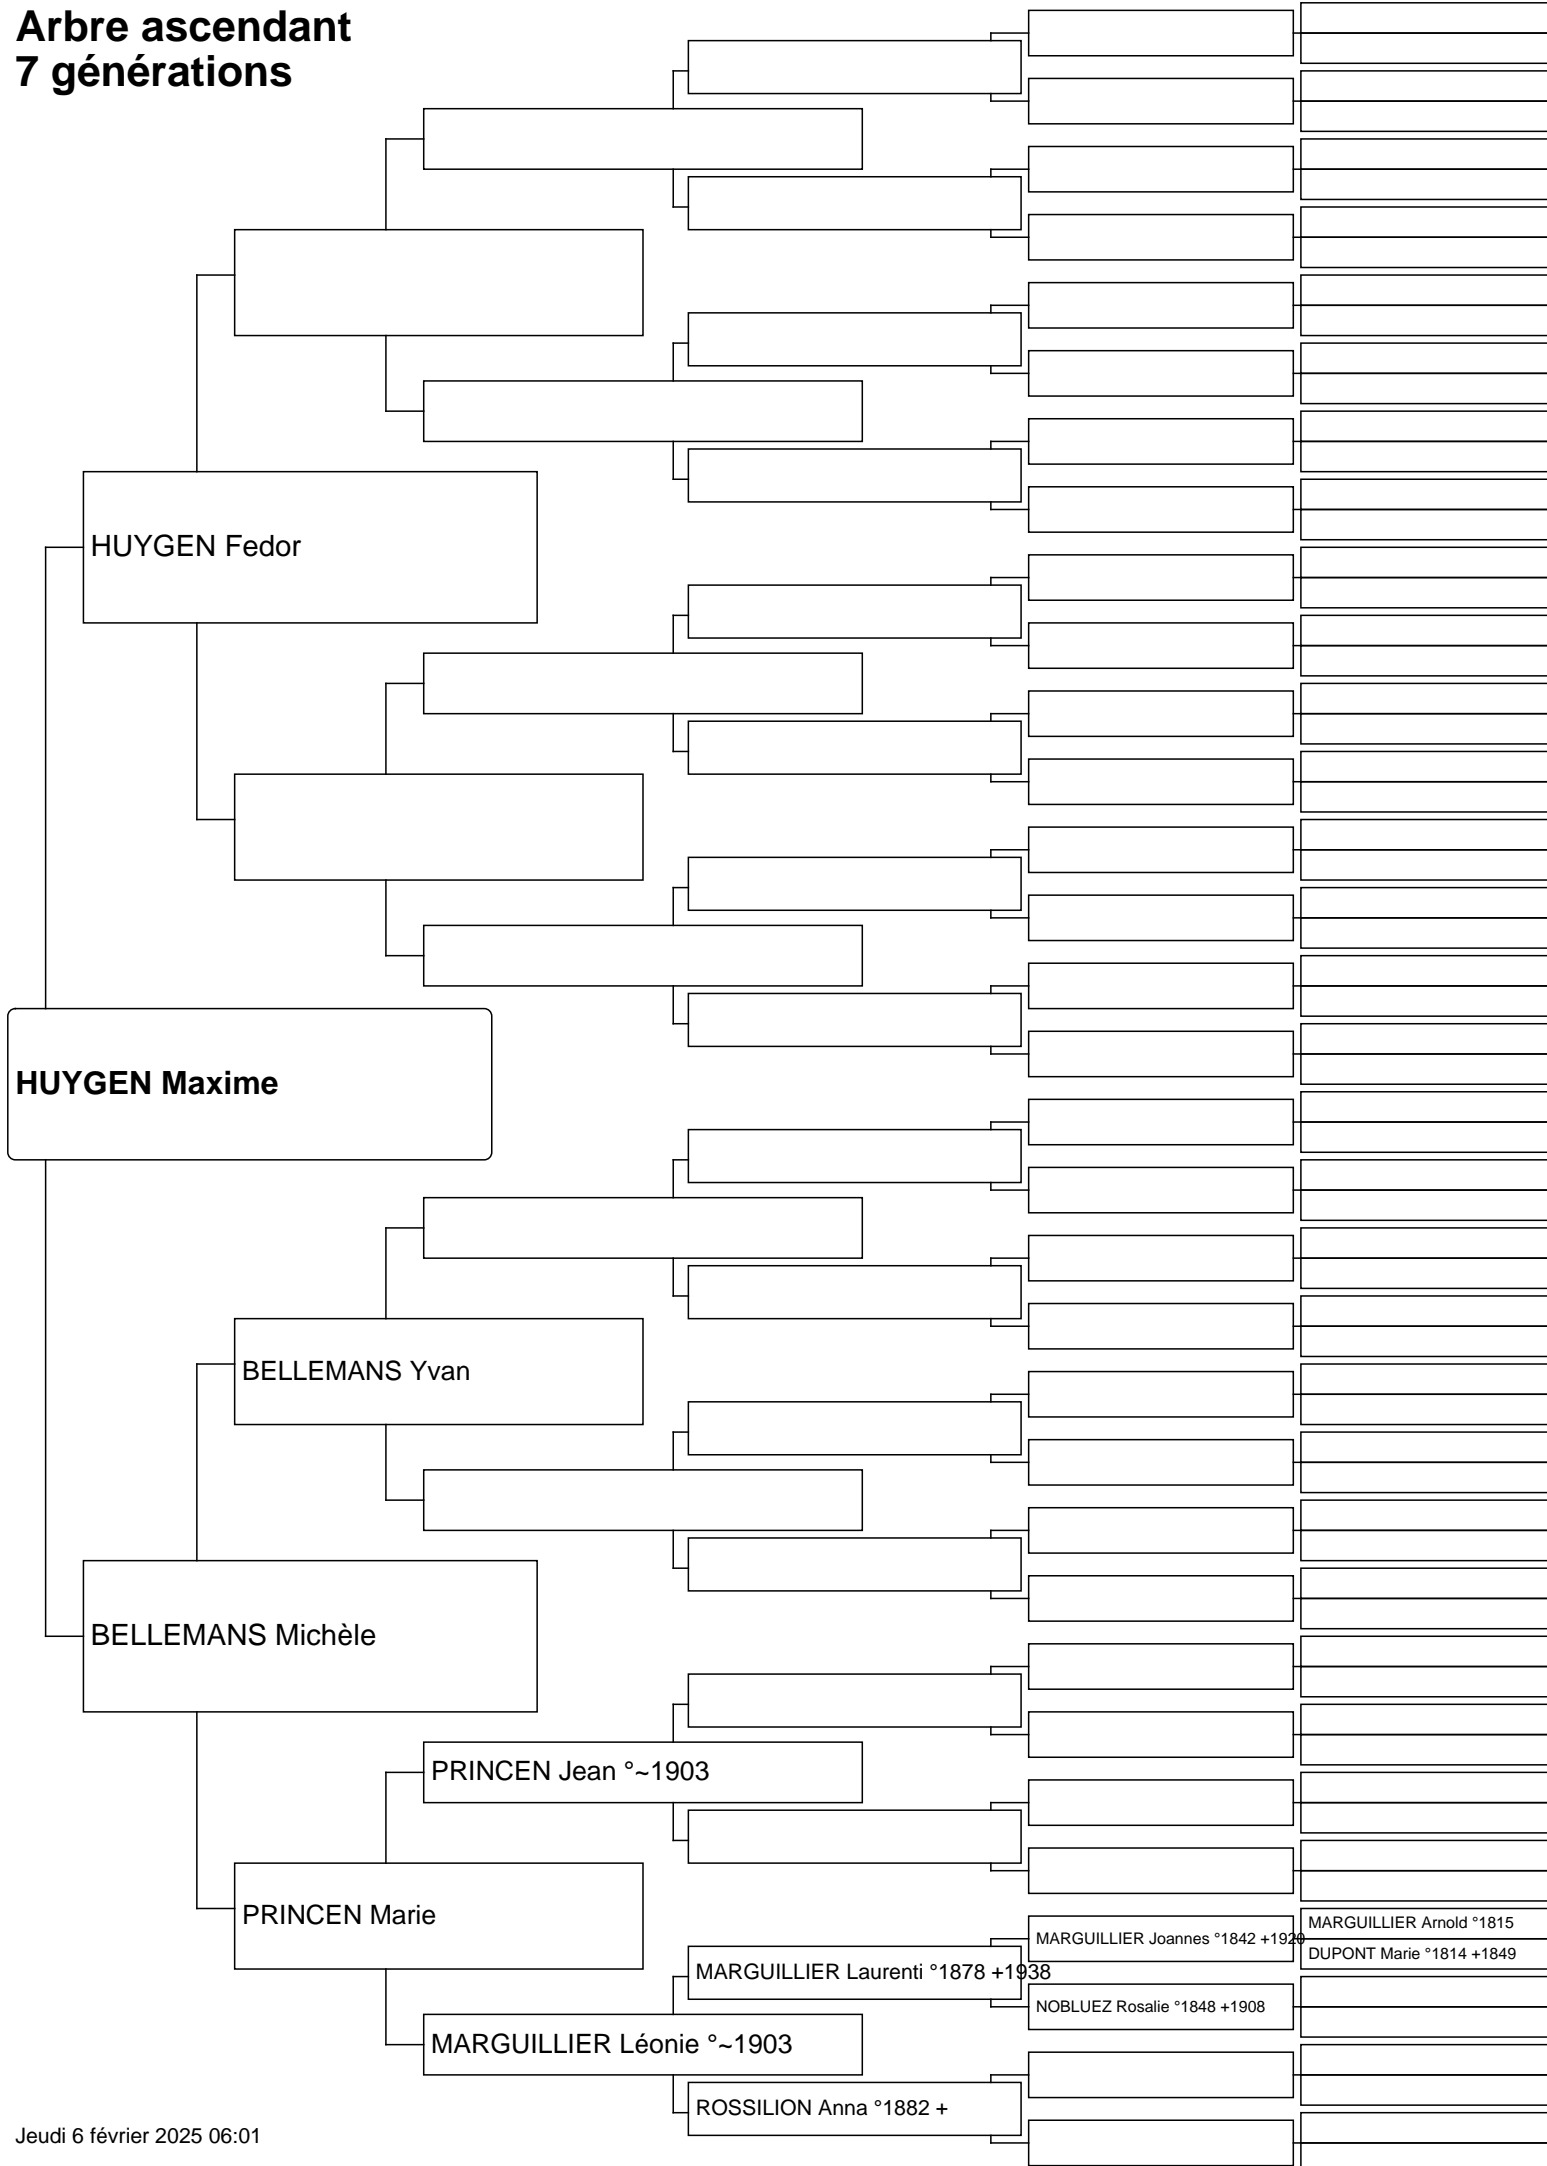 Arbre ascendant
7 générations
HUYGEN Fedor
HUYGEN Maxime
BELLEMANS Yvan
BELLEMANS Michèle
PRINCEN Jean °~1903
PRINCEN Marie
MARGUILLIER Arnold °1815
MARGUILLIER Joannes °1842 +1920
DUPONT Marie °1814 +1849
MARGUILLIER Laurenti °1878 +1938
NOBLUEZ Rosalie °1848 +1908
MARGUILLIER Léonie °~1903
ROSSILION Anna °1882 +
Jeudi 6 février 2025 06:01